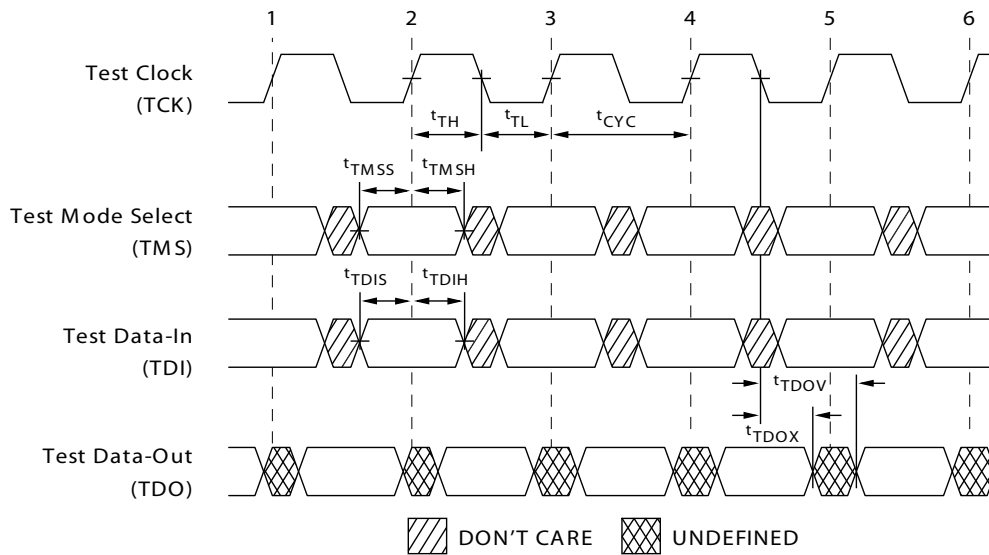 1 2 3 4 5 6
Test Clock
(TCK)
tTH tTL tCYC
tTMSS tTMSH
Test Mode Select
(TMS)
tTDIS tTDIH
Test Data-In
(TDI)
tTDOV
tTDOX
Test Data-Out
(TDO)
DON'T CARE UNDEFINED